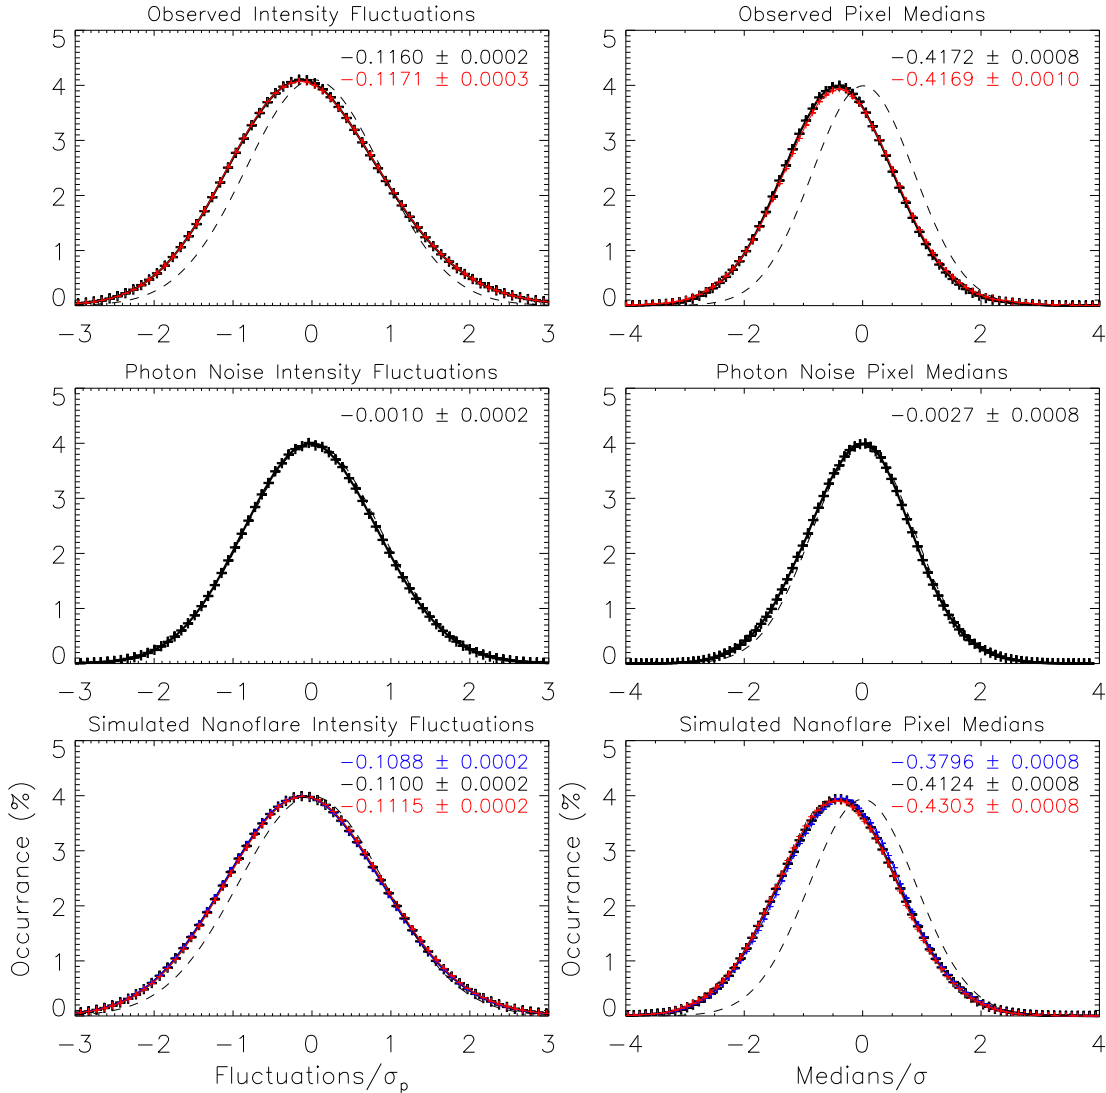 Observed Intensity Fluctuations
−0.1160 ± 0.0002
−0.1171 ± 0.0003
5
4
3
2
1
0
−3 −2 −1 0 1 2 3
Observed Pixel Medians
−0.4172 ± 0.0008
−0.4169 ± 0.0010
5
4
3
2
1
0
−4 −2 0 2 4
Photon Noise Intensity Fluctuations
−0.0010 ± 0.0002
5
4
3
2
1
0
−3 −2 −1 0 1 2 3
Photon Noise Pixel Medians
−0.0027 ± 0.0008
5
4
3
2
1
0
−4 −2 0 2 4
Simulated Nanoflare Intensity Fluctuations
−0.1088 ± 0.0002
−0.1100 ± 0.0002
−0.1115 ± 0.0002
Occurrance (%)
5
4
3
2
1
0
−3 −2 −1 0 1 2 3
Fluctuations/σp
Simulated Nanoflare Pixel Medians
−0.3796 ± 0.0008
−0.4124 ± 0.0008
−0.4303 ± 0.0008
Occurrance (%)
5
4
3
2
1
0
−4 −2 0 2 4
Medians/σ